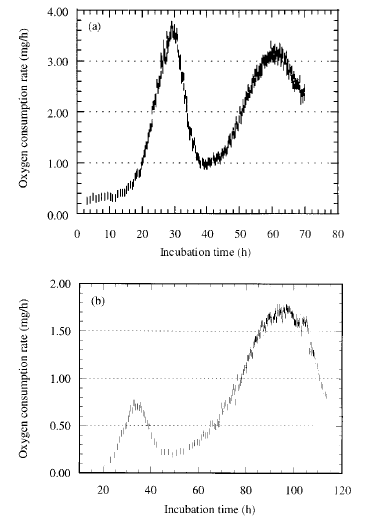 (a)
Oxygen consumption rate (mg/h)
4.00
3.00
2.00
1.00
0.00
0 10 20 30 40 50 60 70 80
Incubation time (h)
(b)
Oxygen consumption rate (mg/h)
2.00
1.50
1.00
0.50
0.00
20 40 60 80 100 120
Incubation time (h)